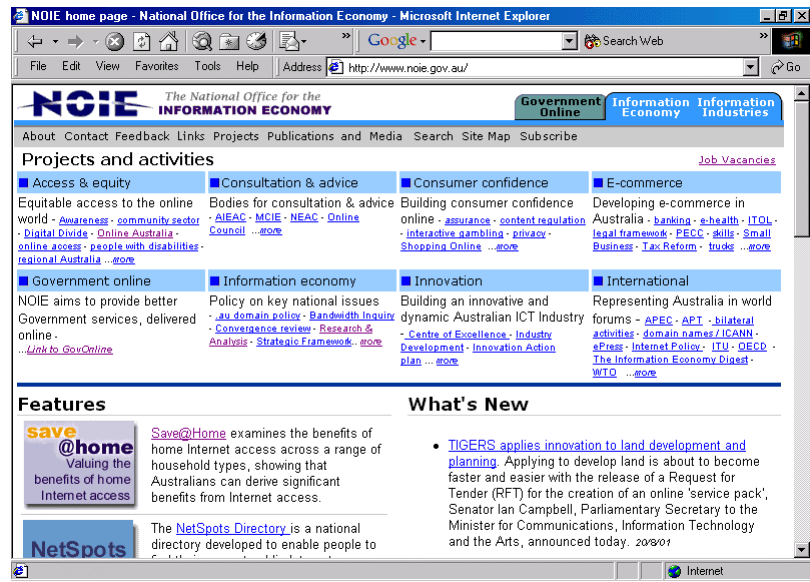 NOIE home page - National Office for the Information Economy - Microsoft Internet Explorer
» Google Search Web »
File Edit View Favorites Tools Help Address http://www.noie.gov.au/ Go
NOIE The National Office for the
INFORMATION ECONOMY
Government Online Information Economy Information Industries
About Contact Feedback Links Projects Publications and Media Search Site Map Subscribe
Projects and activities Job Vacancies
Access & equity
Equitable access to the online
world - Awareness - community sector
- Digital Divide - Online Australia -
online access - people with disabilities -
regional Australia ...more
Consultation & advice
Bodies for consultation & advice
- AIEAC - MCIE - NEAC - Online
Council ...more
Consumer confidence
Building consumer confidence
online - assurance - content regulation
- interactive gambling - privacy -
Shopping Online ...more
E-commerce
Developing e-commerce in
Australia - banking - e-health - ITOL -
legal framework - PECC - skills - Small
Business - Tax Reform - trucks ...more
Government online
NOIE aims to provide better
Government services, delivered
online -
...Link to GovOnline
Information economy
Policy on key national issues
- .au domain policy - Bandwidth Inquiry
- Convergence review - Research &
Analysis - Strategic Framework.. more
Innovation
Building an innovative and
dynamic Australian ICT Industry
- Centre of Excellence - Industry
Development - Innovation Action
plan ... more
International
Representing Australia in world
forums - APEC - APT - bilateral
activities - domain names / ICANN -
ePress - Internet Policy - ITU - OECD -
The Information Economy Digest -
WTO ...more
Features
save
@home
Valuing the
benefits of home
Internet access
Save@Home examines the benefits of
home Internet access across a range of
household types, showing that
Australians can derive significant
benefits from Internet access.
NetSpots
The NetSpots Directory is a national
directory developed to enable people to
What's New
• TIGERS applies innovation to land development and
planning. Applying to develop land is about to become
faster and easier with the release of a Request for
Tender (RFT) for the creation of an online 'service pack',
Senator Ian Campbell, Parliamentary Secretary to the
Minister for Communications, Information Technology
and the Arts, announced today. 20/8/01
Internet